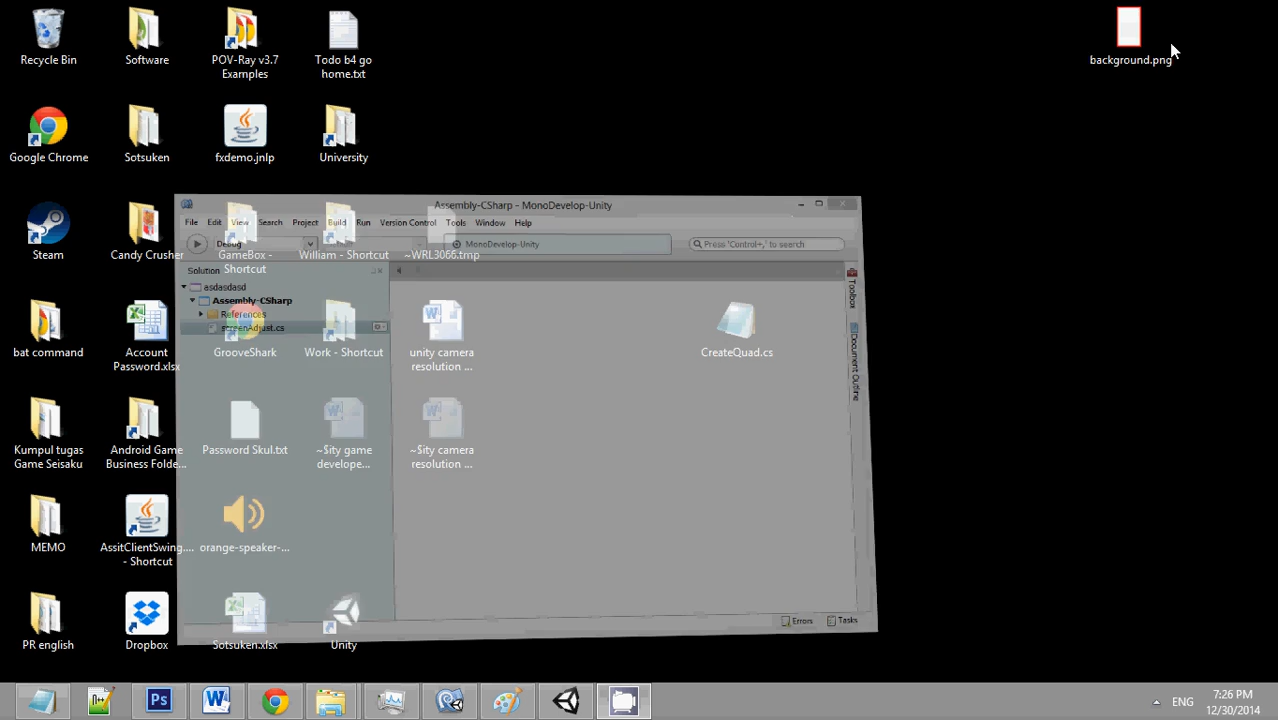 Recycle Bin
Software
POV-Ray v3.7
Examples
Todo b4 go
home.txt
background.png
Google Chrome
Sotsuken
fxdemo.jnlp
University
Assembly-CSharp - MonoDevelop-Unity
File Edit View Search Project Build Run Version Control Tools Window Help
Debug
MonoDevelop-Unity
Press 'Control+,' to search
Steam
Candy Crusher
GameBox -
Shortcut
William - Shortcut
~WRL3066.tmp
Solution
asdasdasd
Assembly-CSharp
References
screenAdjust.cs
Toolbox
Document Outline
bat command
Account
Password.xlsx
GrooveShark
Work - Shortcut
unity camera
resolution ...
CreateQuad.cs
Kumpul tugas
Game Seisaku
Android Game
Business Folde...
Password Skul.txt
~$ity game
develope...
~$ity camera
resolution ...
MEMO
AssitClientSwing....
- Shortcut
orange-speaker-...
PR english
Dropbox
Sotsuken.xlsx
Unity
Errors
Tasks
n++
Ps
W
ENG
7:26 PM
12/30/2014